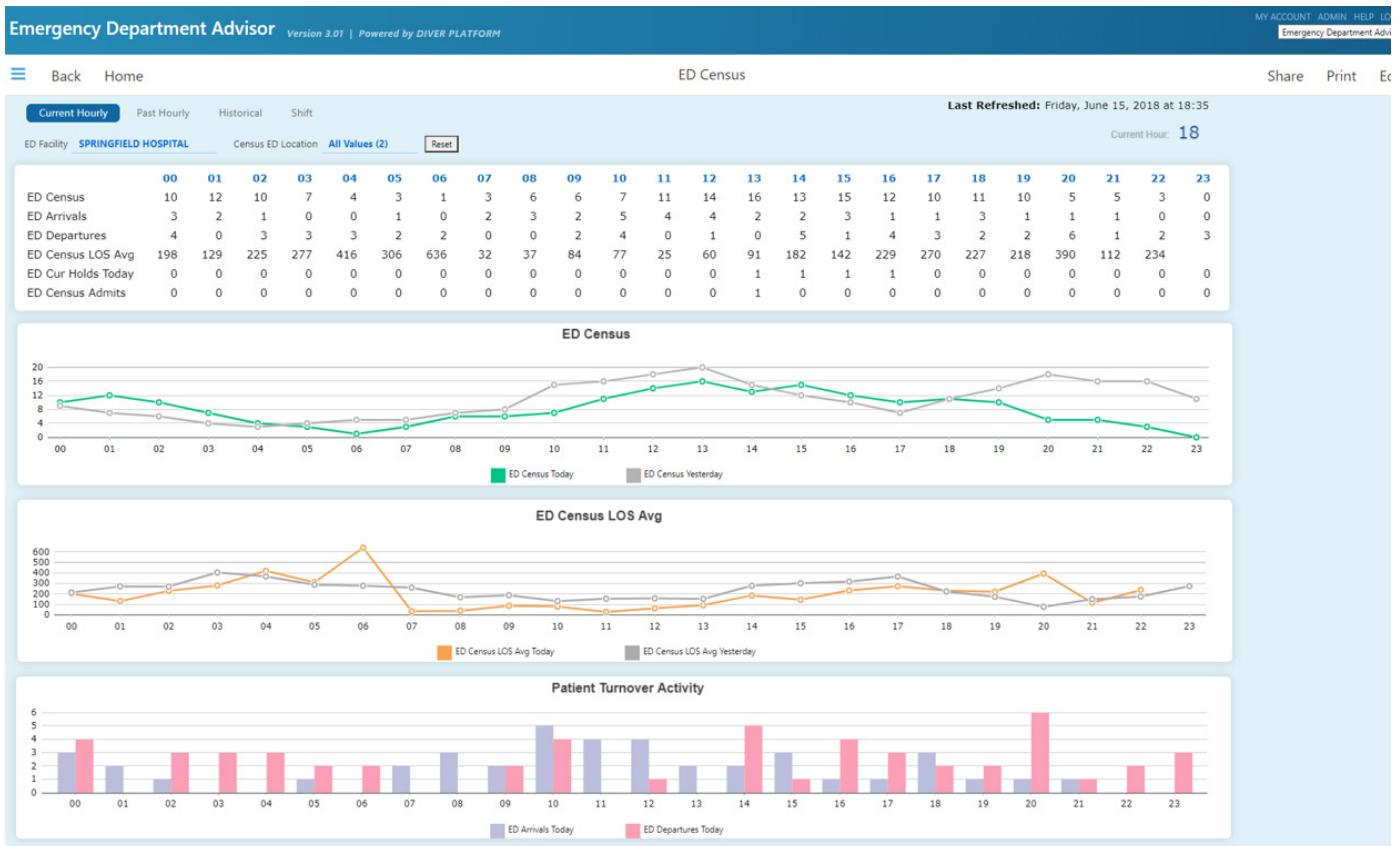 MY ACCOUNT ADMIN HELP LO
Emergency Department Advisor Version 3.01 | Powered by DIVER PLATFORM
Emergency Department Advi
Back Home ED Census Share Print Ed
Current Hourly Past Hourly Historical Shift Last Refreshed: Friday, June 15, 2018 at 18:35
Current Hour: 18
ED Facility SPRINGFIELD HOSPITAL Census ED Location All Values (2) Reset
00 01 02 03 04 05 06 07 08 09 10 11 12 13 14 15 16 17 18 19 20 21 22 23
ED Census 10 12 10 7 4 3 1 3 6 6 7 11 14 16 13 15 12 10 11 10 5 5 3 0
ED Arrivals 3 2 1 0 0 1 0 2 3 2 5 4 4 2 2 3 1 1 3 1 1 1 0 0
ED Departures 4 0 3 3 3 2 2 0 0 2 4 0 1 0 5 1 4 3 2 2 6 1 2 3
ED Census LOS Avg 198 129 225 277 416 306 636 32 37 84 77 25 60 91 182 142 229 270 227 218 390 112 234
ED Cur Holds Today 0 0 0 0 0 0 0 0 0 0 0 0 0 1 1 1 1 0 0 0 0 0 0 0
ED Census Admits 0 0 0 0 0 0 0 0 0 0 0 0 0 1 0 0 0 0 0 0 0 0 0 0
ED Census
20
16
12
8
4
0
00 01 02 03 04 05 06 07 08 09 10 11 12 13 14 15 16 17 18 19 20 21 22 23
ED Census Today ED Census Yesterday
ED Census LOS Avg
600
500
400
300
200
100
0
00 01 02 03 04 05 06 07 08 09 10 11 12 13 14 15 16 17 18 19 20 21 22 23
ED Census LOS Avg Today ED Census LOS Avg Yesterday
Patient Turnover Activity
6
5
4
3
2
1
0
00 01 02 03 04 05 06 07 08 09 10 11 12 13 14 15 16 17 18 19 20 21 22 23
ED Arrivals Today ED Departures Today